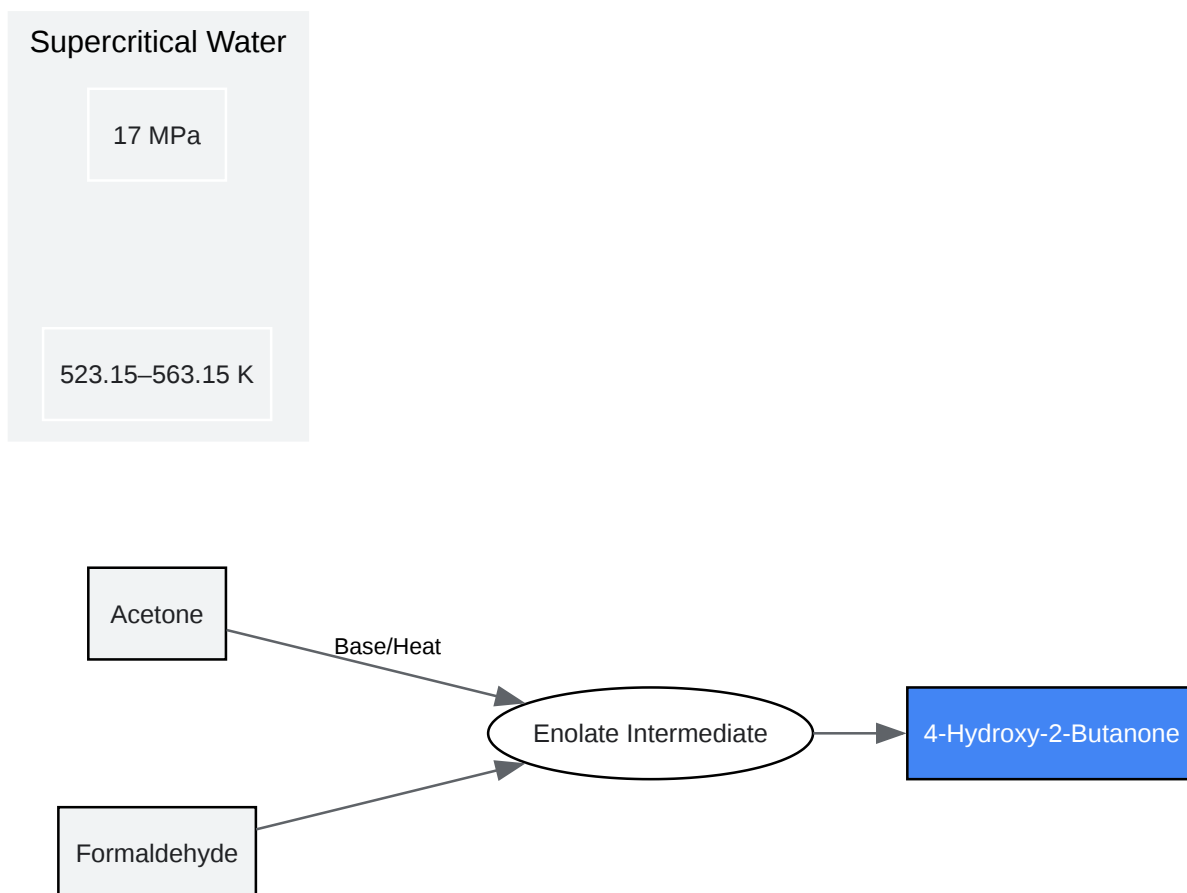 Supercritical Water
17 MPa
523.15–563.15 K
Acetone
Base/Heat
Enolate Intermediate
4-Hydroxy-2-Butanone
Formaldehyde